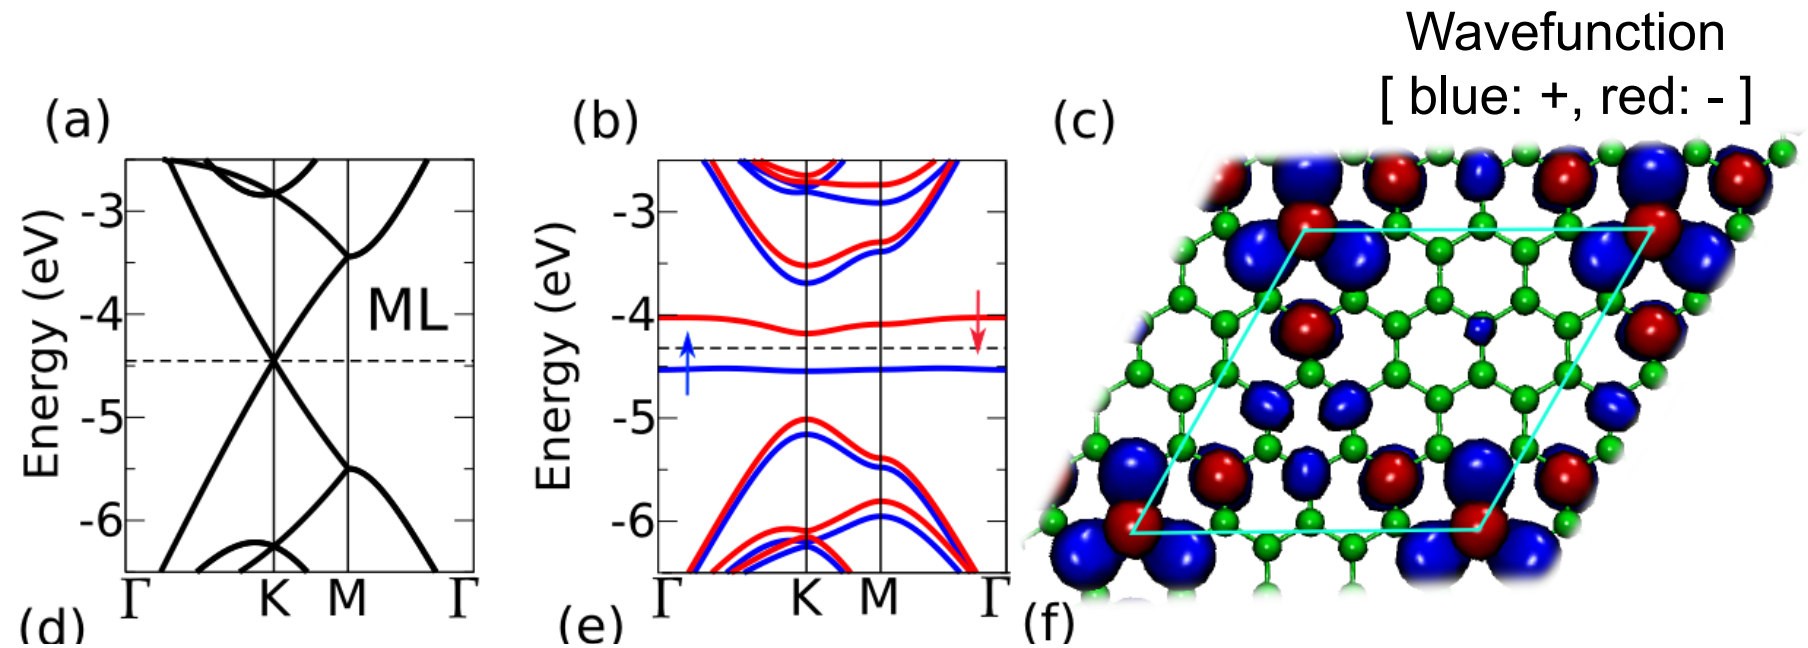 Wavefunction
[ blue: +, red: - ]
(a)
(b)
(c)
Energy (eV)
-3
-4
-5
-6
ML
Γ K M Γ
Energy (eV)
-3
-4
-5
-6
Γ K M Γ
(d)
(e)
(f)